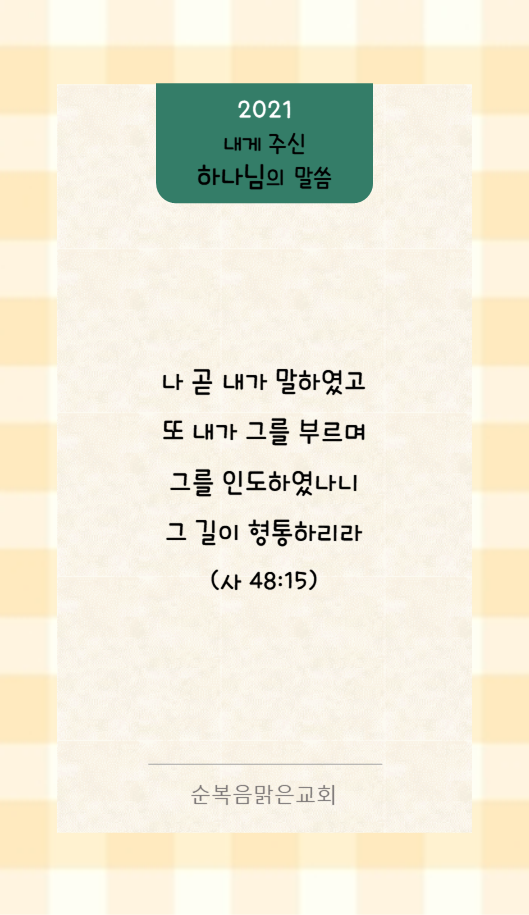 2021
내게 주신
하나님의 말씀
나 곧 내가 말하였고
또 내가 그를 부르며
그를 인도하였나니
그 길이 형통하리라
(사 48:15)
순복음맑은교회